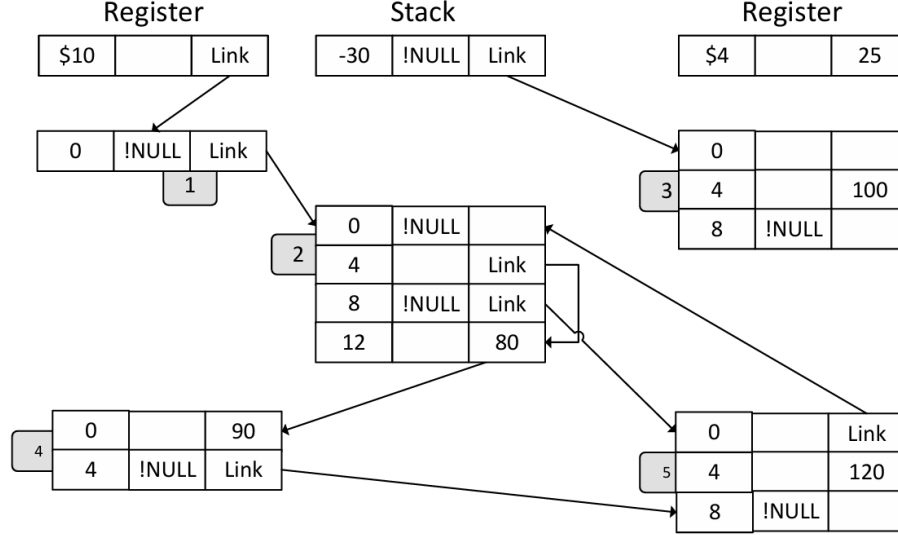 Register Stack Register
$10 Link -30 !NULL Link $4 25
0 !NULL Link
1
0
3 4 100
8 !NULL
0 !NULL
2
4 Link
8 !NULL Link
12 80
0 90
4
4 !NULL Link
0 Link
5 4 120
8 !NULL